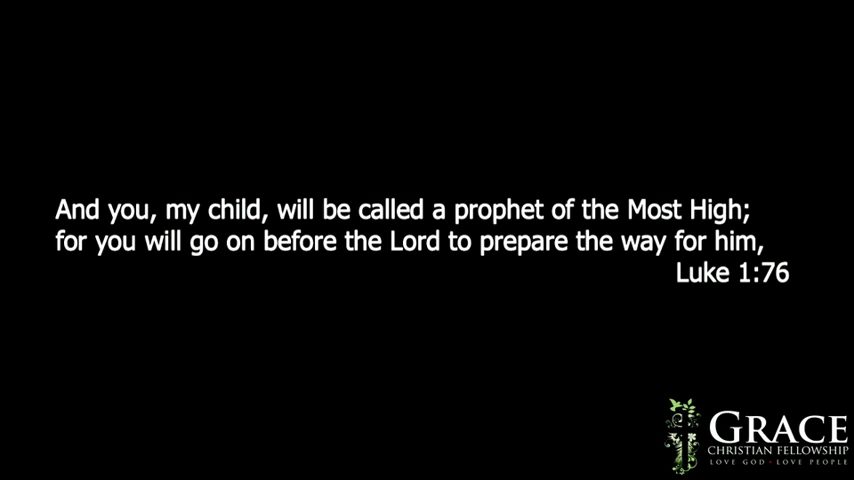 And you, my child, will be called a prophet of the Most High;
for you will go on before the Lord to prepare the way for him,
Luke 1:76
GRACE
CHRISTIAN FELLOWSHIP
LOVE GOD • LOVE PEOPLE